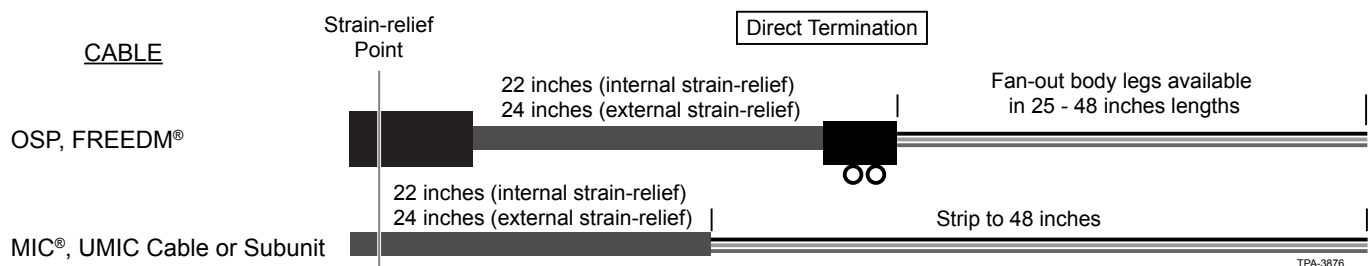 Strain-relief
Point
Direct Termination
CABLE
22 inches (internal strain-relief)
24 inches (external strain-relief)
Fan-out body legs available
in 25 - 48 inches lengths
OSP, FREEDM®
22 inches (internal strain-relief)
24 inches (external strain-relief)
Strip to 48 inches
MIC®, UMIC Cable or Subunit
TPA-3876